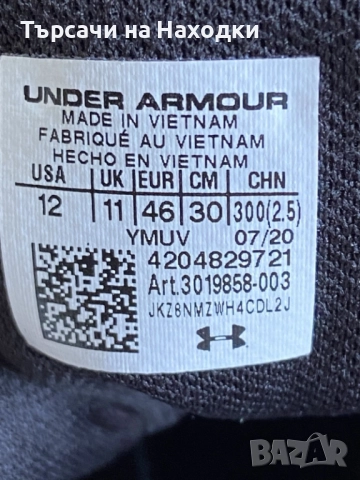 Търсачи на Находки
UNDER ARMOUR
MADE IN VIETNAM
FABRIQUÉ AU VIETNAM
HECHO EN VIETNAM
USA UK EUR CM CHN
12 11 46 30 300(2.5)
YMUV 07/20
4204829721
Art.3019858-003
JKZ8NMZWH4CDL2J
BAZAR